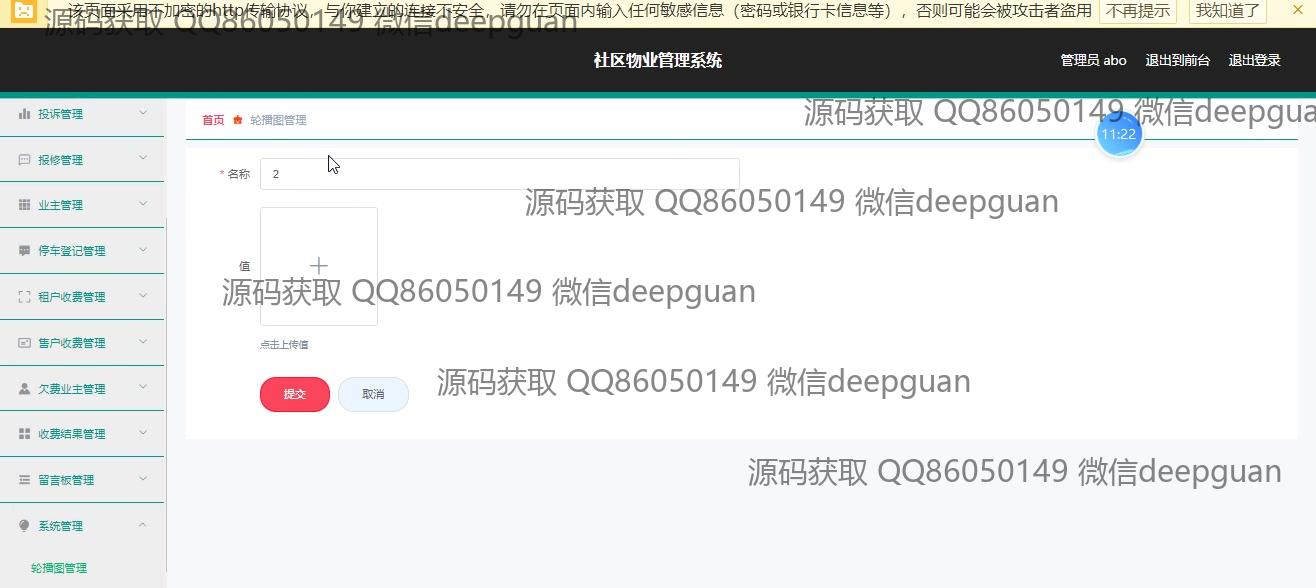 该页面采用不加密的http传输协议，与你建立的连接不安全，请勿在页面内输入任何敏感信息（密码或银行卡信息等），否则可能会被攻击者盗用 不再提示 我知道了
源码获取 QQ86050149 微信deepguan
社区物业管理系统 管理员 abo 退出到前台 退出登录
源码获取 QQ86050149 微信deepgua
投诉管理
首页 轮播图管理
11:22
报修管理
* 名称 2
业主管理
源码获取 QQ86050149 微信deepguan
停车登记管理
值
租户收费管理
源码获取 QQ86050149 微信deepguan
售户收费管理
点击上传值
欠费业主管理
提交 取消
源码获取 QQ86050149 微信deepguan
收费结果管理
留言板管理
源码获取 QQ86050149 微信deepguan
系统管理
轮播图管理